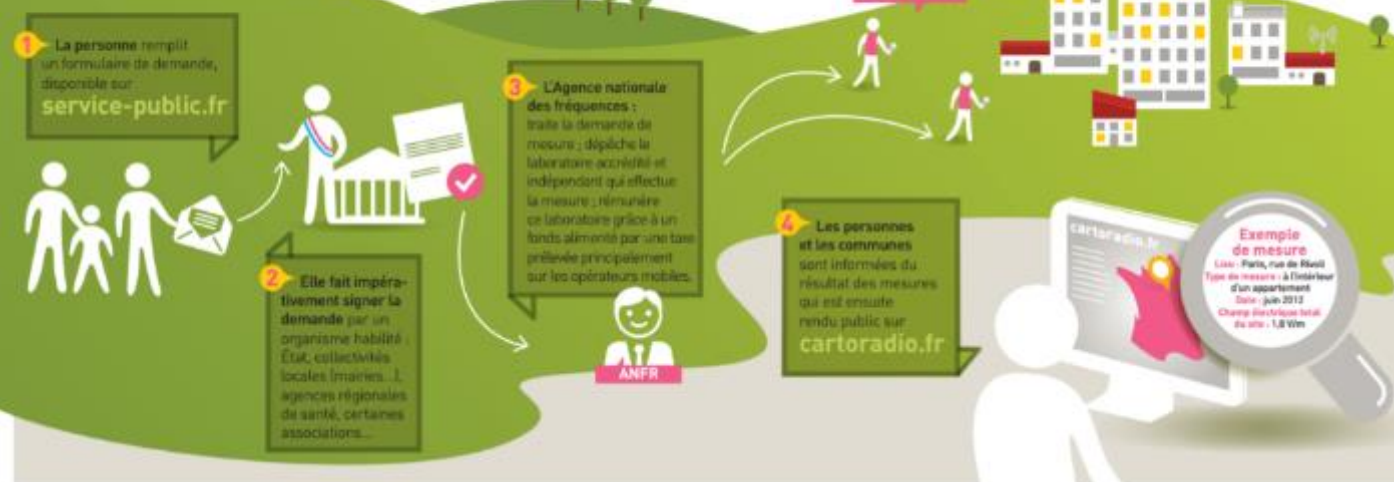 1 La personne remplit
un formulaire de demande,
disponible sur
service-public.fr
2 Elle fait impéra-
tivement signer la
demande par un
organisme habilité :
État, collectivités
locales (mairies...),
agences régionales
de santé, certaines
associations...
3 L'Agence nationale
des fréquences :
traite la demande de
mesure ; dépêche le
laboratoire accrédité et
indépendant qui effectue
la mesure ; rémunère
ce laboratoire grâce à un
fonds alimenté par une taxe
prélevée principalement
sur les opérateurs mobiles.
ANFR
4 Les personnes
et les communes
sont informées du
résultat des mesures
qui est ensuite
rendu public sur
cartoradio.fr
cartoradio.fr
Exemple
de mesure
Lieu : Paris, rue de Rivoli
Type de mesure : à l'intérieur
d'un appartement
Date : juin 2012
Champ électrique total
du site : 1,8 V/m